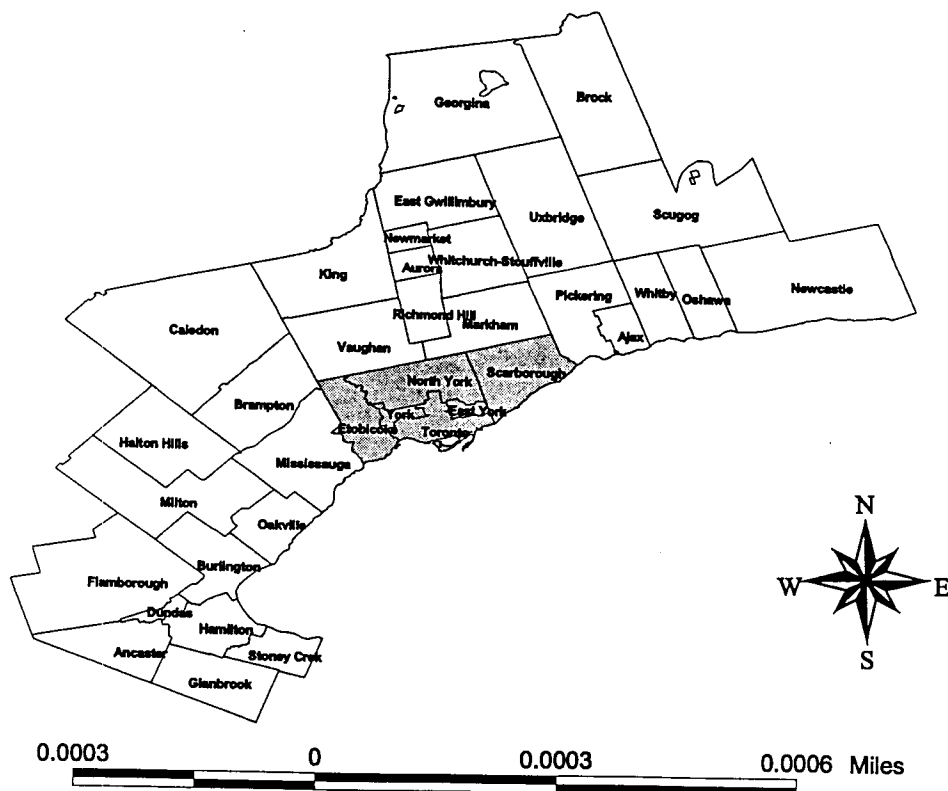 Brock
Georgina
East Gwillimbury
Uxbridge
Scugog
Newmarket
Whitchurch-Stouffville
King
Aurora
Pickering
Whitby
Oshawa
Newcastle
Caledon
Richmond Hill
Markham
Ajax
Vaughan
Scarborough
North York
Brampton
York
East York
Etobicoke
Toronto
Halton Hills
Mississauga
Milton
Oakville
Burlington
Flamborough
Dundas
Hamilton
Ancaster
Stoney Crek
Glanbrook
N
W
E
S
0.0003 0 0.0003 0.0006 Miles